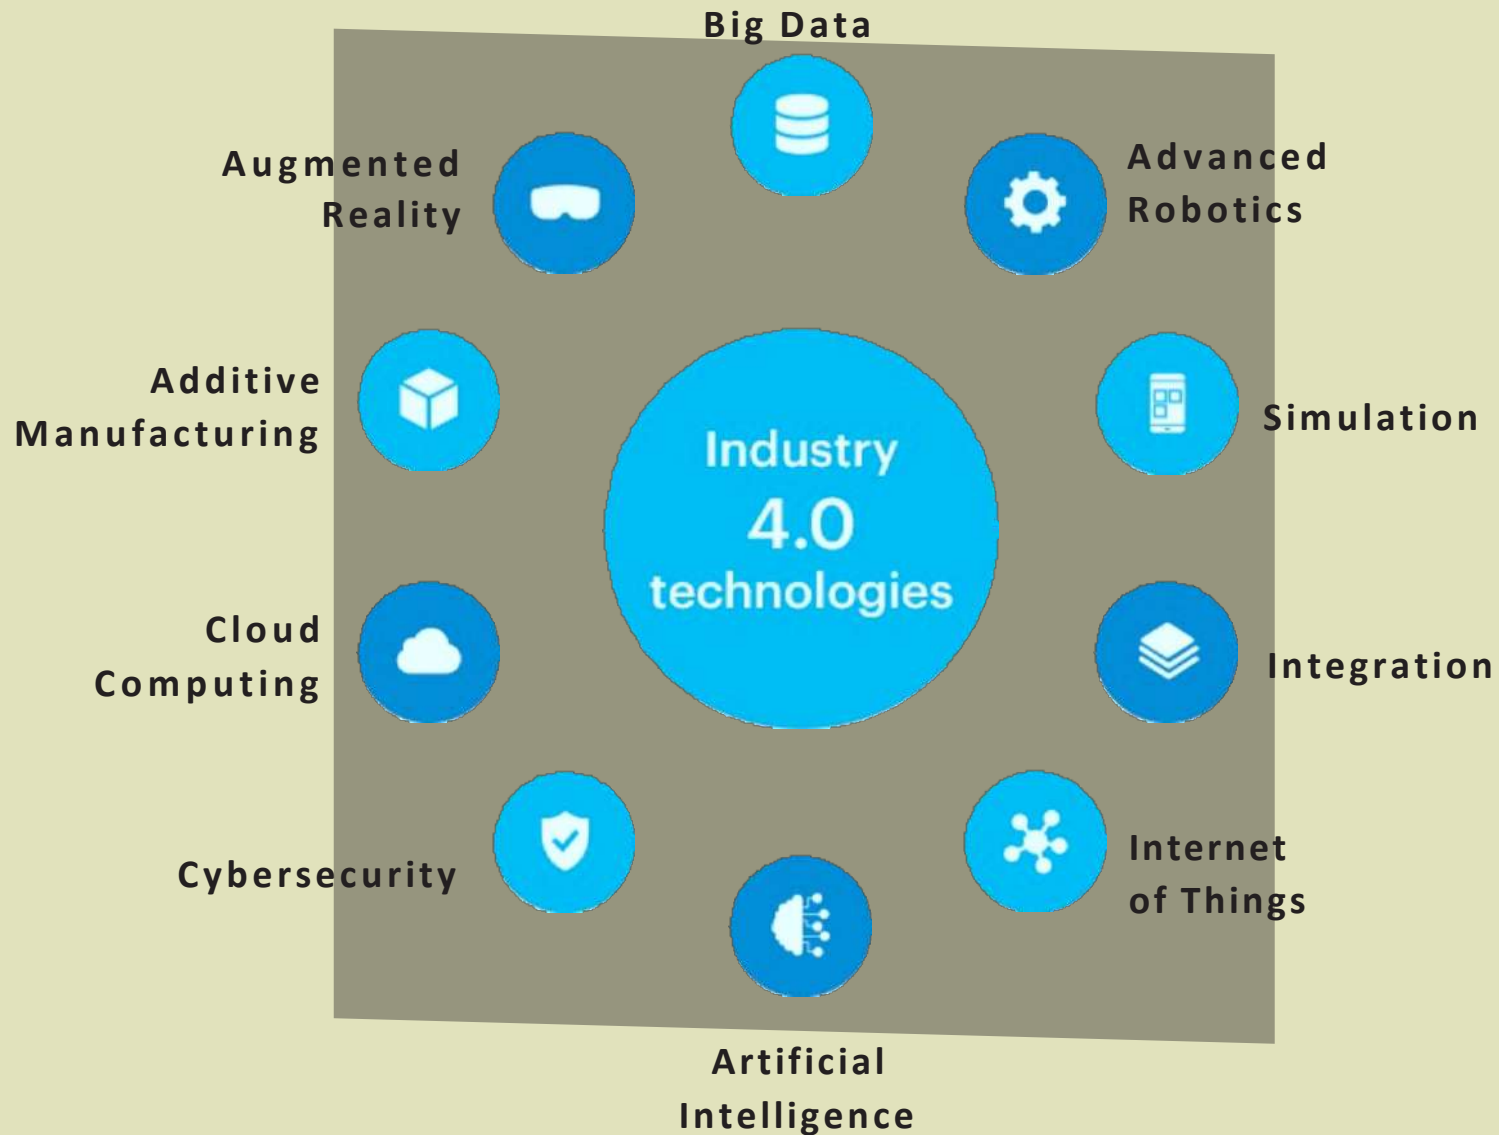 Big Data
Augmented
Reality
Advanced
Robotics
Additive
Manufacturing
Simulation
Industry
4.0
technologies
Cloud
Computing
Integration
Cybersecurity
Internet
of Things
Artificial
Intelligence